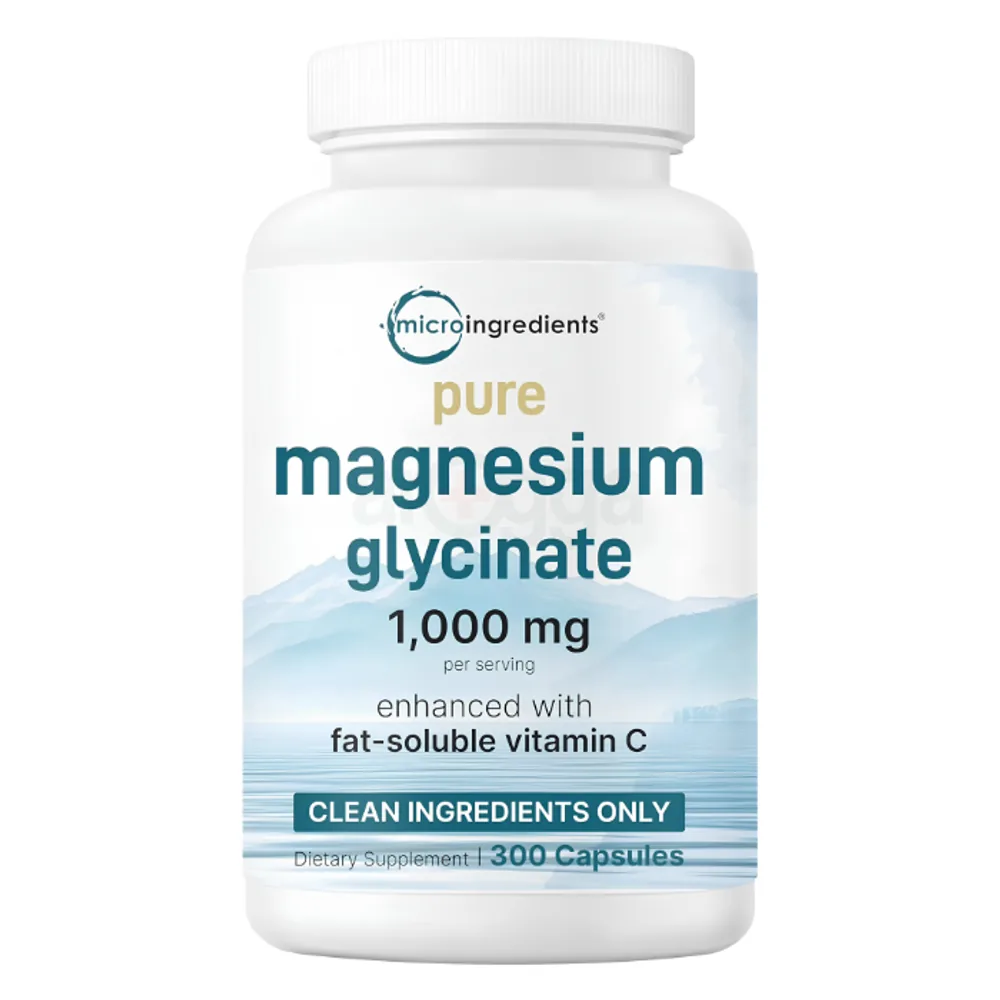 microingredients®
pure
magnesium
glycinate
1,000 mg
per serving
enhanced with
fat-soluble vitamin C
CLEAN INGREDIENTS ONLY
Dietary Supplement | 300 Capsules